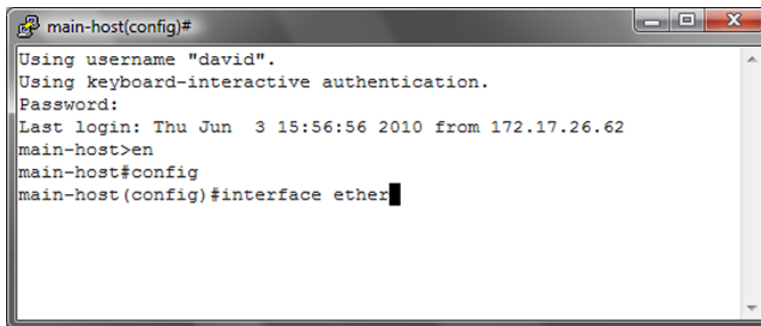 main-host(config)#
Using username "david".
Using keyboard-interactive authentication.
Password:
Last login: Thu Jun  3 15:56:56 2010 from 172.17.26.62
main-host>en
main-host#config
main-host(config)#interface ether